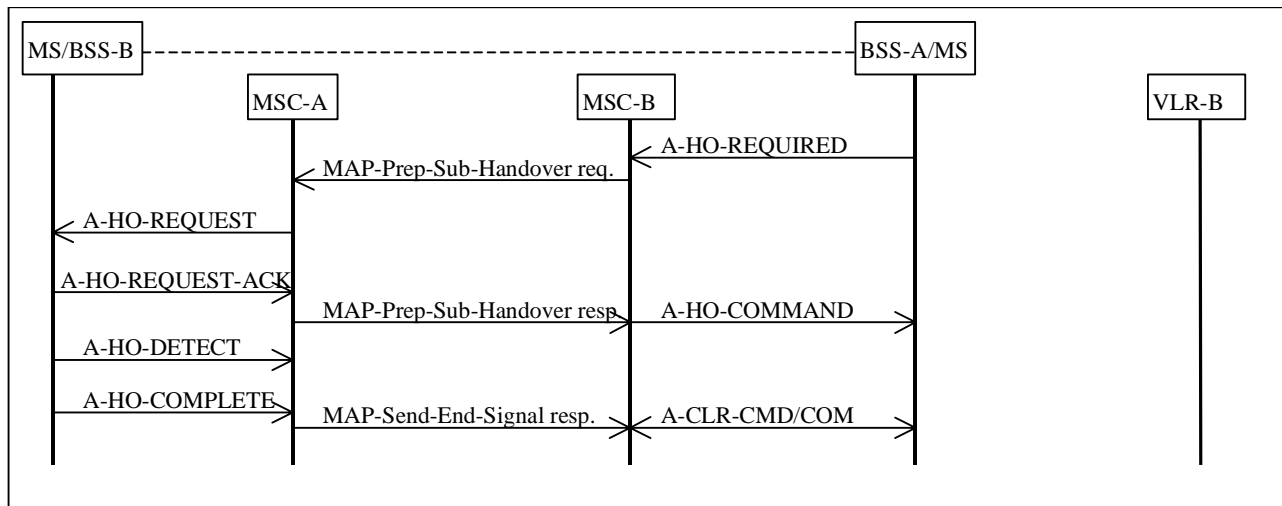 MS/BSS-B
BSS-A/MS
MSC-A
MSC-B
VLR-B
A-HO-REQUIRED
MAP-Prep-Sub-Handover req.
A-HO-REQUEST
A-HO-REQUEST-ACK
MAP-Prep-Sub-Handover resp
A-HO-COMMAND
A-HO-DETECT
A-HO-COMPLETE
MAP-Send-End-Signal resp.
A-CLR-CMD/COM